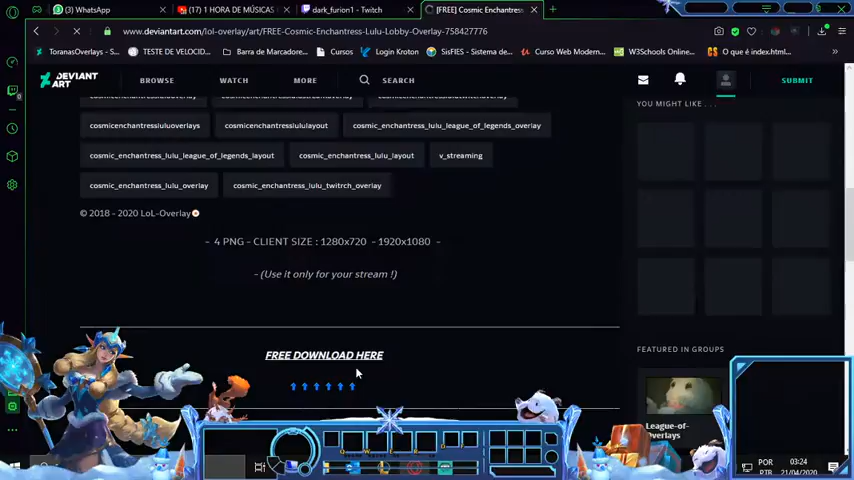 (3) WhatsApp
(17) 1 HORA DE MÚSICAS
dark_furion1 - Twitch
[FREE] Cosmic Enchantress
www.deviantart.com/lol-overlay/art/FREE-Cosmic-Enchantress-Lulu-Lobby-Overlay-758427776
ToranasOverlays - S...
TESTE DE VELOCID...
Barra de Marcadore...
Cursos
Login Kroton
SisFIES - Sistema de...
Curso Web Modern...
W3Schools Online...
O que é index.html...
DEVIANT
ART
BROWSE
WATCH
MORE
SEARCH
SUBMIT
YOU MIGHT LIKE . . .
cosmicenchantressluluoverlays
cosmicenchantresslululayout
cosmic_enchantress_lulu_league_of_legends_overlay
cosmic_enchantress_lulu_league_of_legends_layout
cosmic_enchantress_lulu_layout
v_streaming
cosmic_enchantress_lulu_overlay
cosmic_enchantress_lulu_twitrch_overlay
© 2018 - 2020 LoL-Overlay
- 4 PNG - CLIENT SIZE : 1280x720 - 1920x1080 -
- (Use it only for your stream !)
FREE DOWNLOAD HERE
FEATURED IN GROUPS
League-of-
Overlays
POR
PTB
03:24
21/04/2020